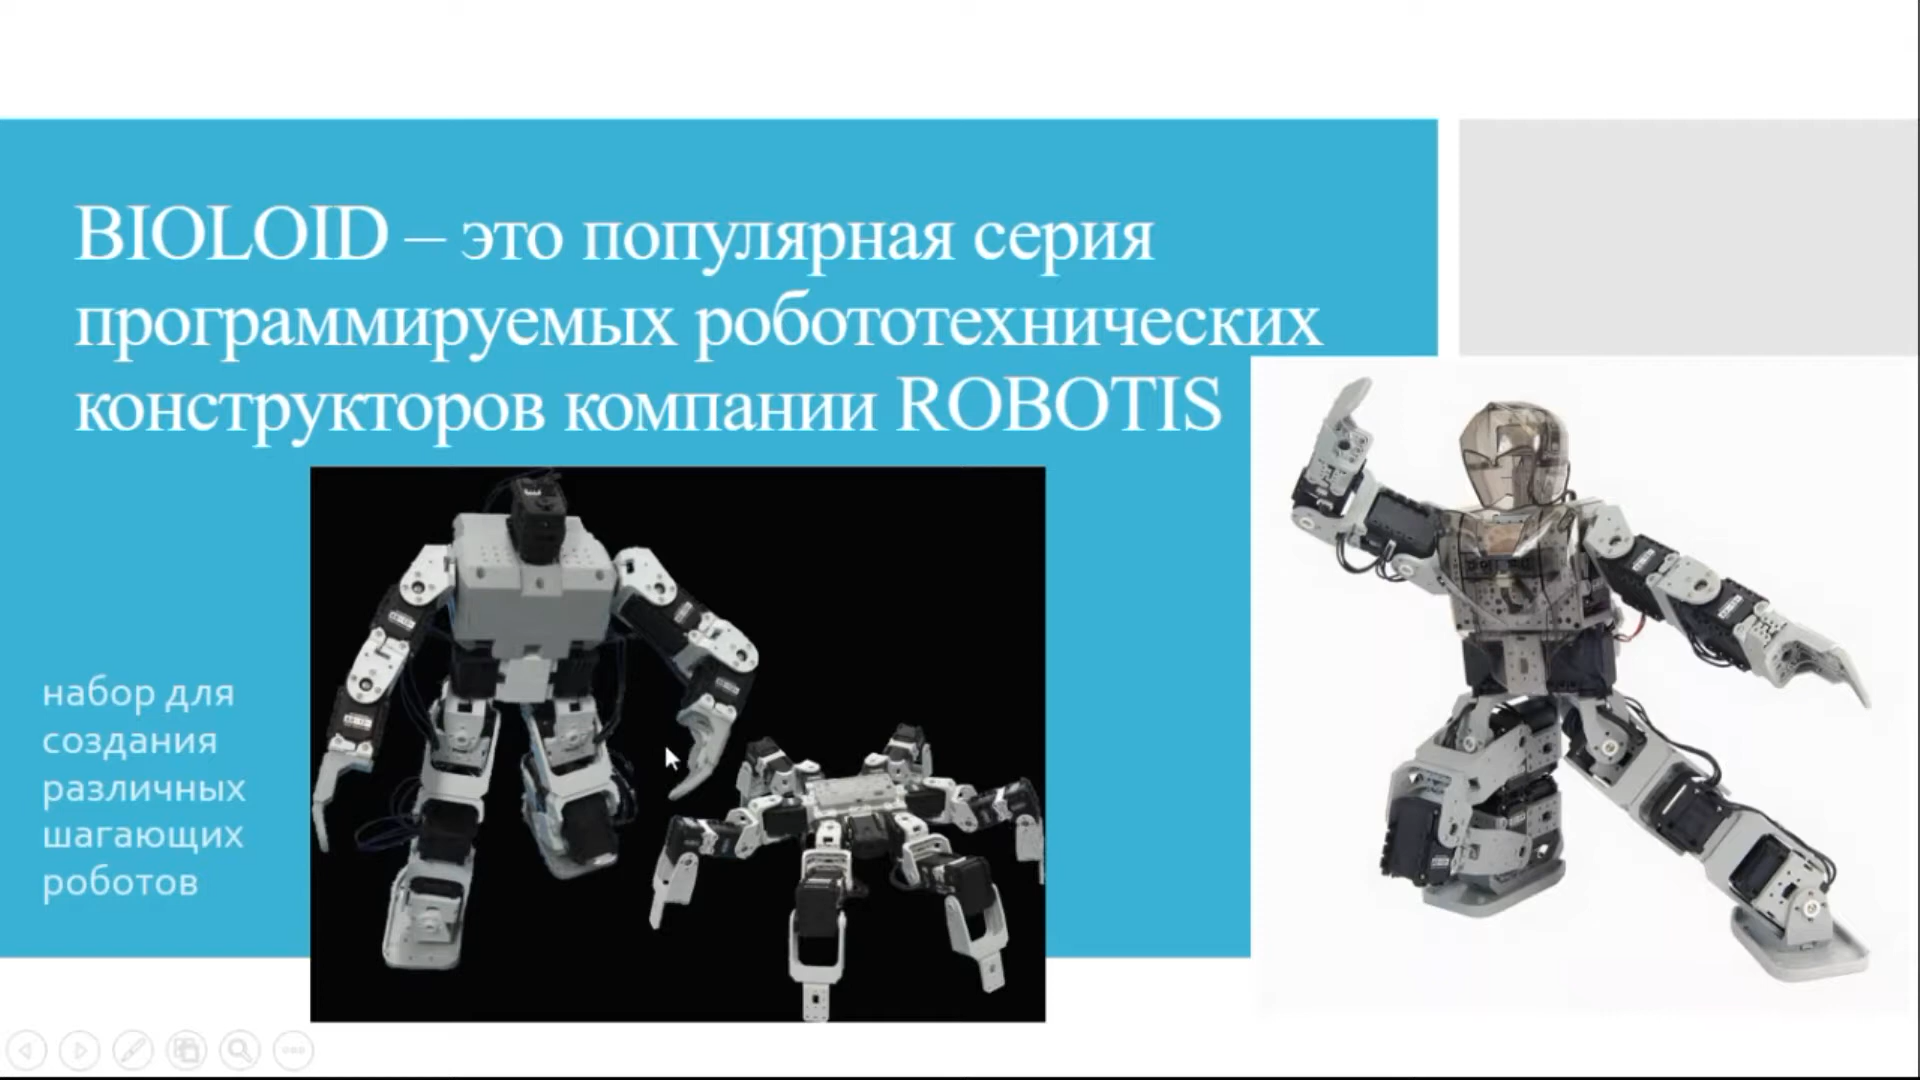 BIOLOID – это популярная серия
программируемых робототехнических
конструкторов компании ROBOTIS
набор для
создания
различных
шагающих
роботов